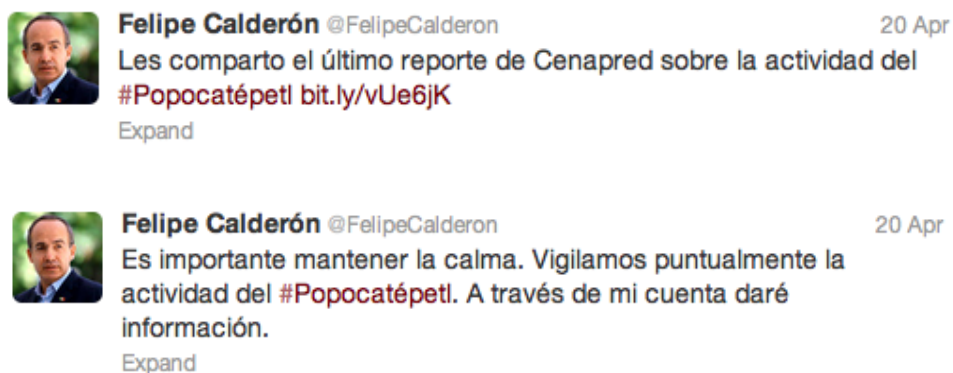 Felipe Calderón @FelipeCalderon 20 Apr
Les comparto el último reporte de Cenapred sobre la actividad del
#Popocatépetl bit.ly/vUe6jK
Expand
Felipe Calderón @FelipeCalderon 20 Apr
Es importante mantener la calma. Vigilamos puntualmente la
actividad del #Popocatépetl. A través de mi cuenta daré
información.
Expand